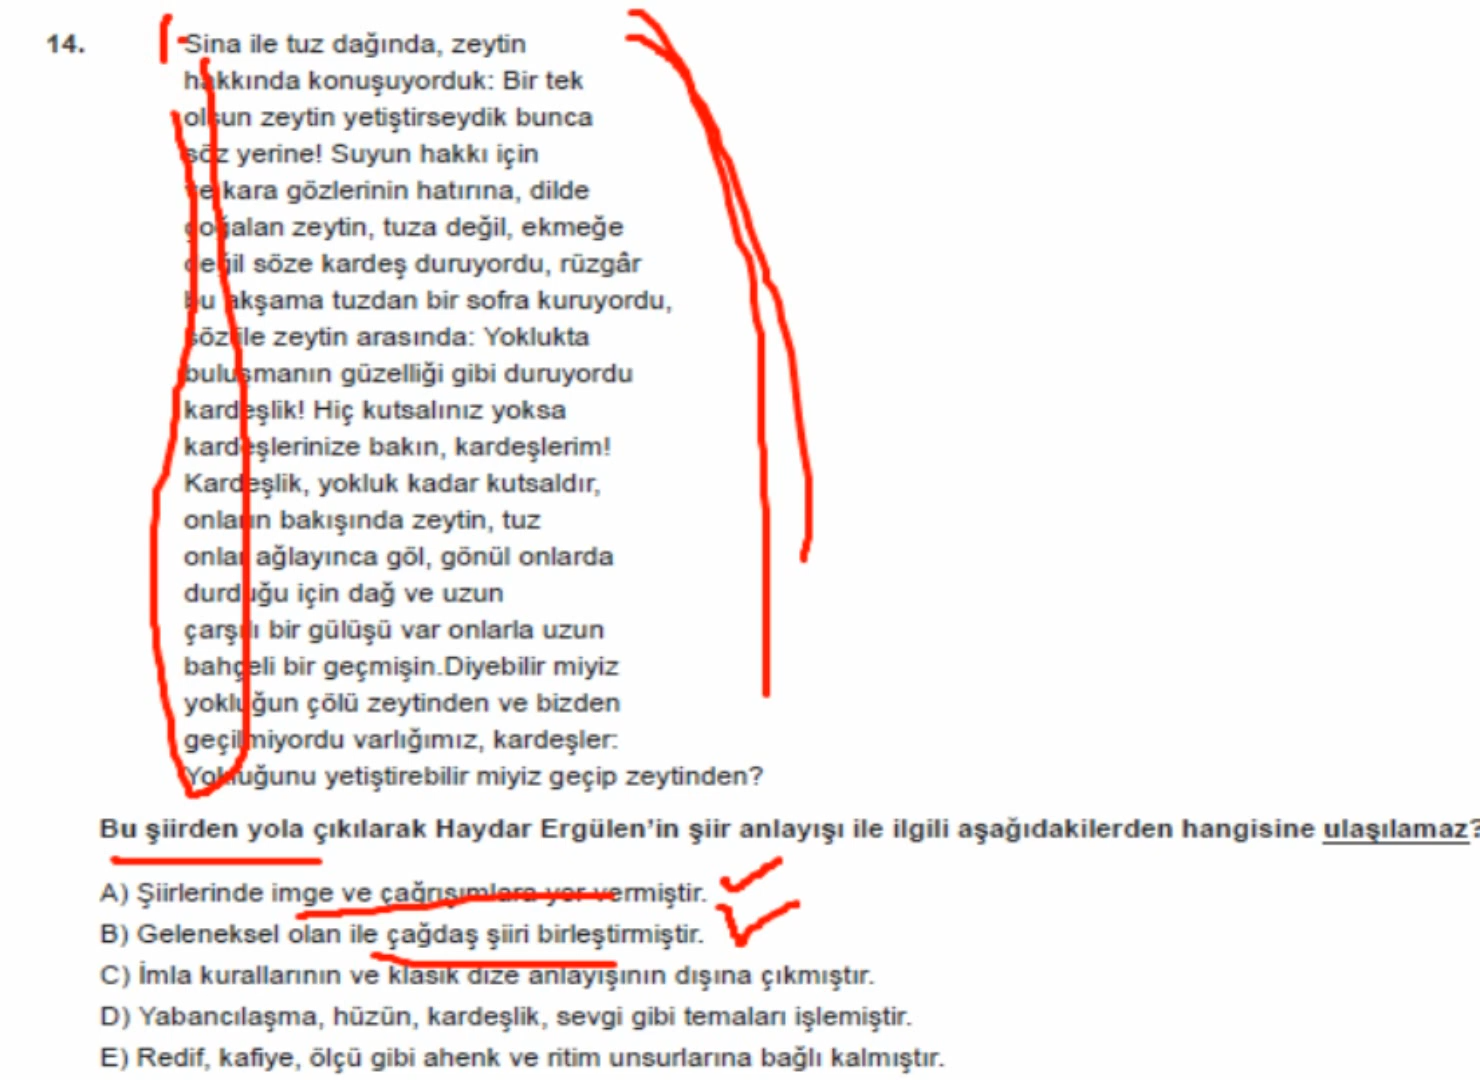 14.
Sina ile tuz dağında, zeytin
hakkında konuşuyorduk: Bir tek
olsun zeytin yetiştirseydik bunca
söz yerine! Suyun hakkı için
ve kara gözlerinin hatırına, dilde
çoğalan zeytin, tuza değil, ekmeğe
değil söze kardeş duruyordu, rüzgâr
bu akşama tuzdan bir sofra kuruyordu,
söz ile zeytin arasında: Yoklukta
buluşmanın güzelliği gibi duruyordu
kardeşlik! Hiç kutsalınız yoksa
kardeşlerinize bakın, kardeşlerim!
Kardeşlik, yokluk kadar kutsaldır,
onların bakışında zeytin, tuz
onlar ağlayınca göl, gönül onlarda
durduğu için dağ ve uzun
çarşılı bir gülüşü var onlarla uzun
bahçeli bir geçmişin.Diyebilir miyiz
yokluğun çölü zeytinden ve bizden
geçilmiyordu varlığımız, kardeşler:
Yokluğunu yetiştirebilir miyiz geçip zeytinden?
Bu şiirden yola çıkılarak Haydar Ergülen’in şiir anlayışı ile ilgili aşağıdakilerden hangisine ulaşılamaz?
A) Şiirlerinde imge ve çağrışımlara yer vermiştir.
B) Geleneksel olan ile çağdaş şiiri birleştirmiştir.
C) İmla kurallarının ve klasik dize anlayışının dışına çıkmıştır.
D) Yabancılaşma, hüzün, kardeşlik, sevgi gibi temaları işlemiştir.
E) Redif, kafiye, ölçü gibi ahenk ve ritim unsurlarına bağlı kalmıştır.